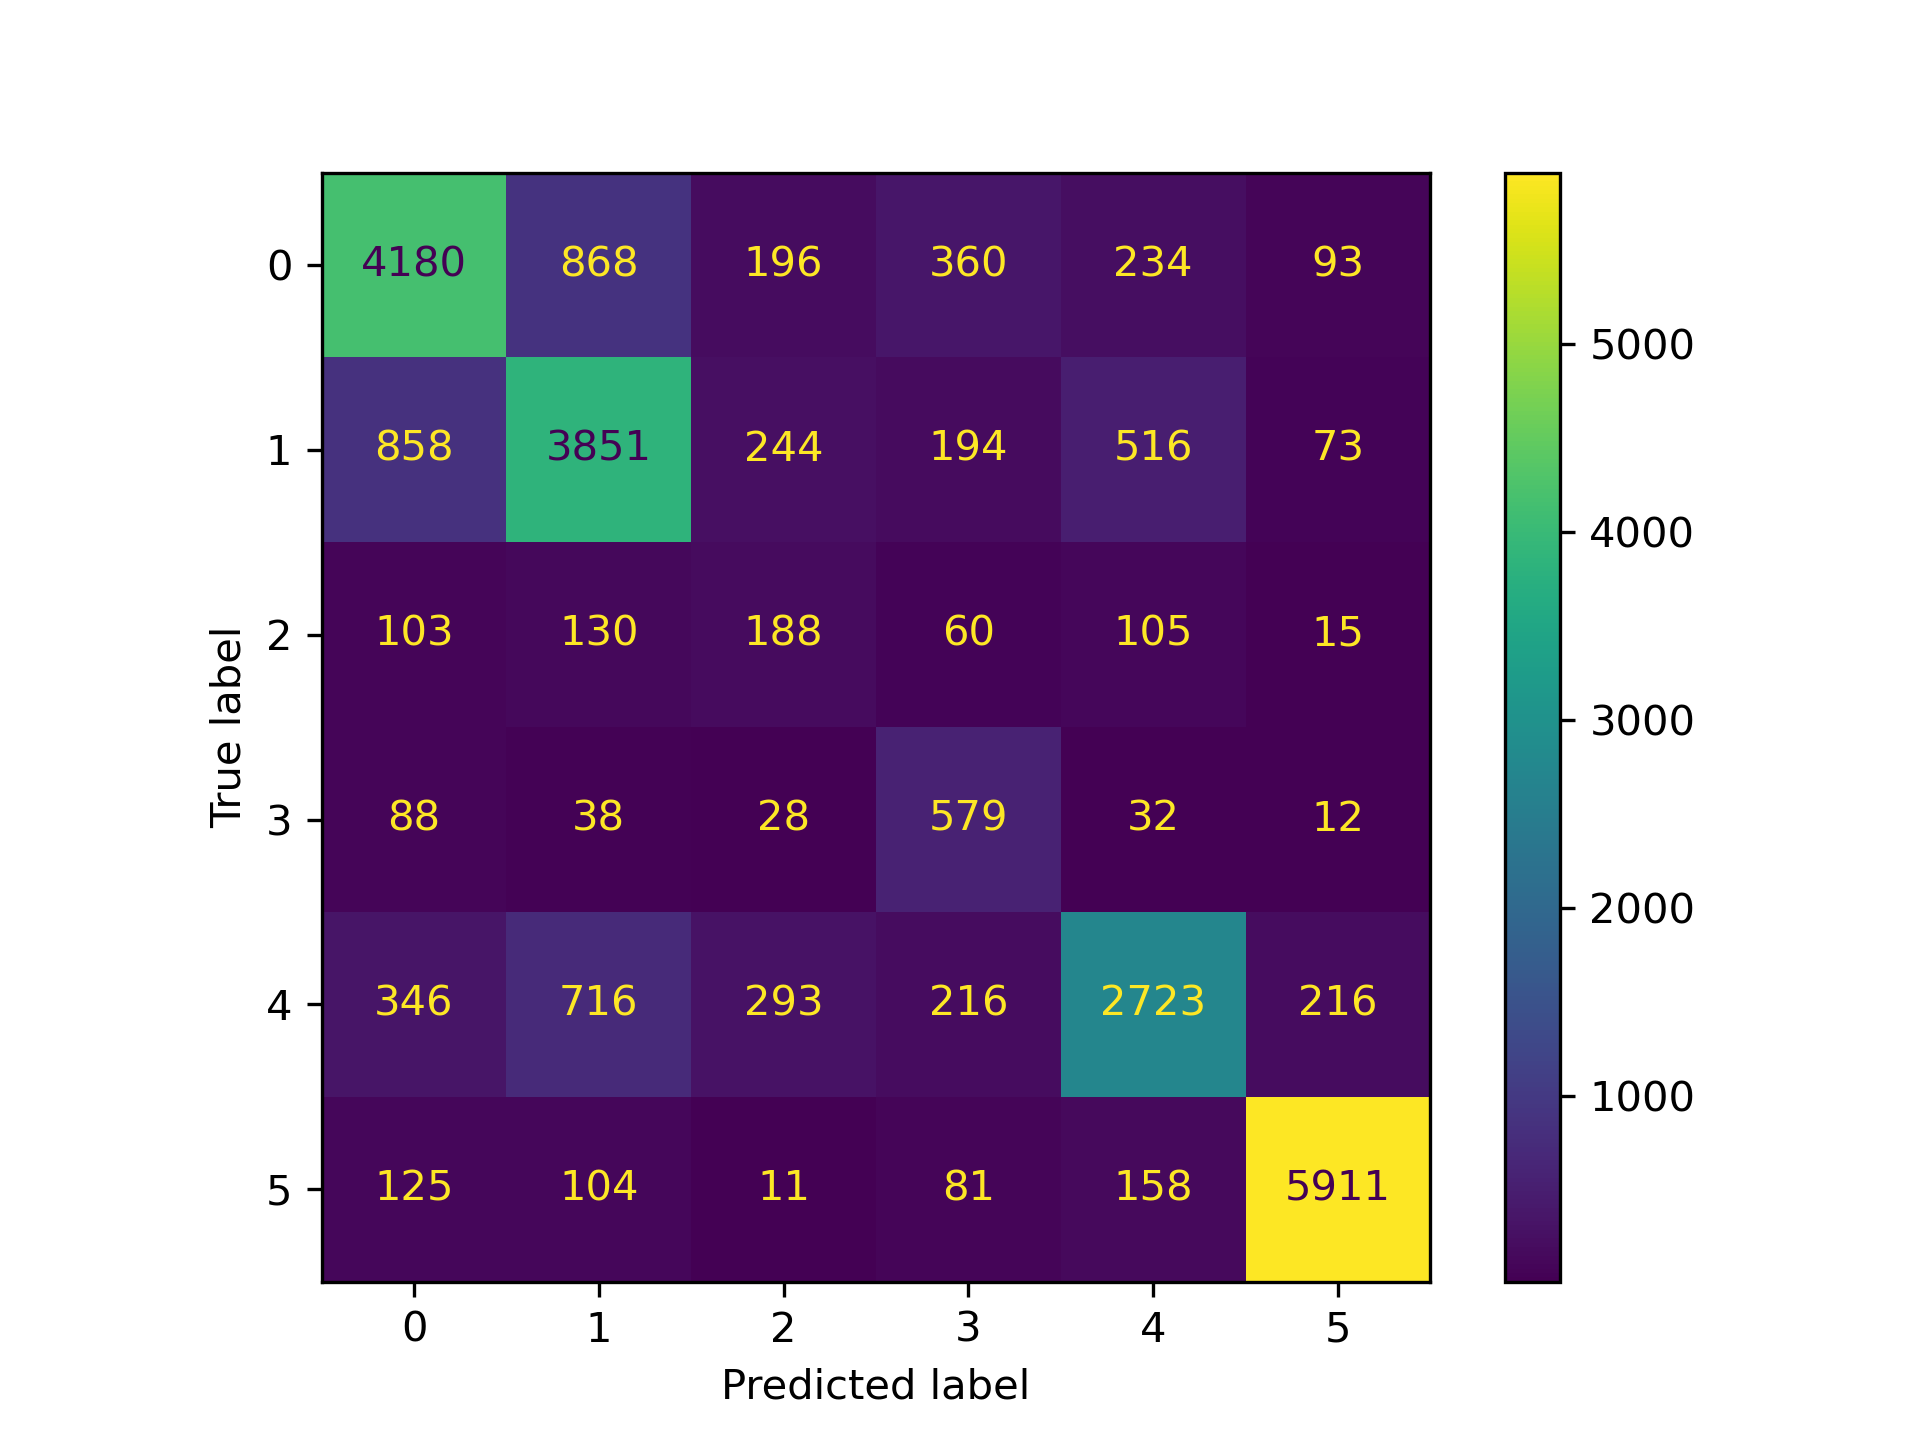 0 4180 868 196 360 234 93
1 858 3851 244 194 516 73
2 103 130 188 60 105 15
3 88 38 28 579 32 12
4 346 716 293 216 2723 216
5 125 104 11 81 158 5911
0 1 2 3 4 5
Predicted label
True label
5000
4000
3000
2000
1000